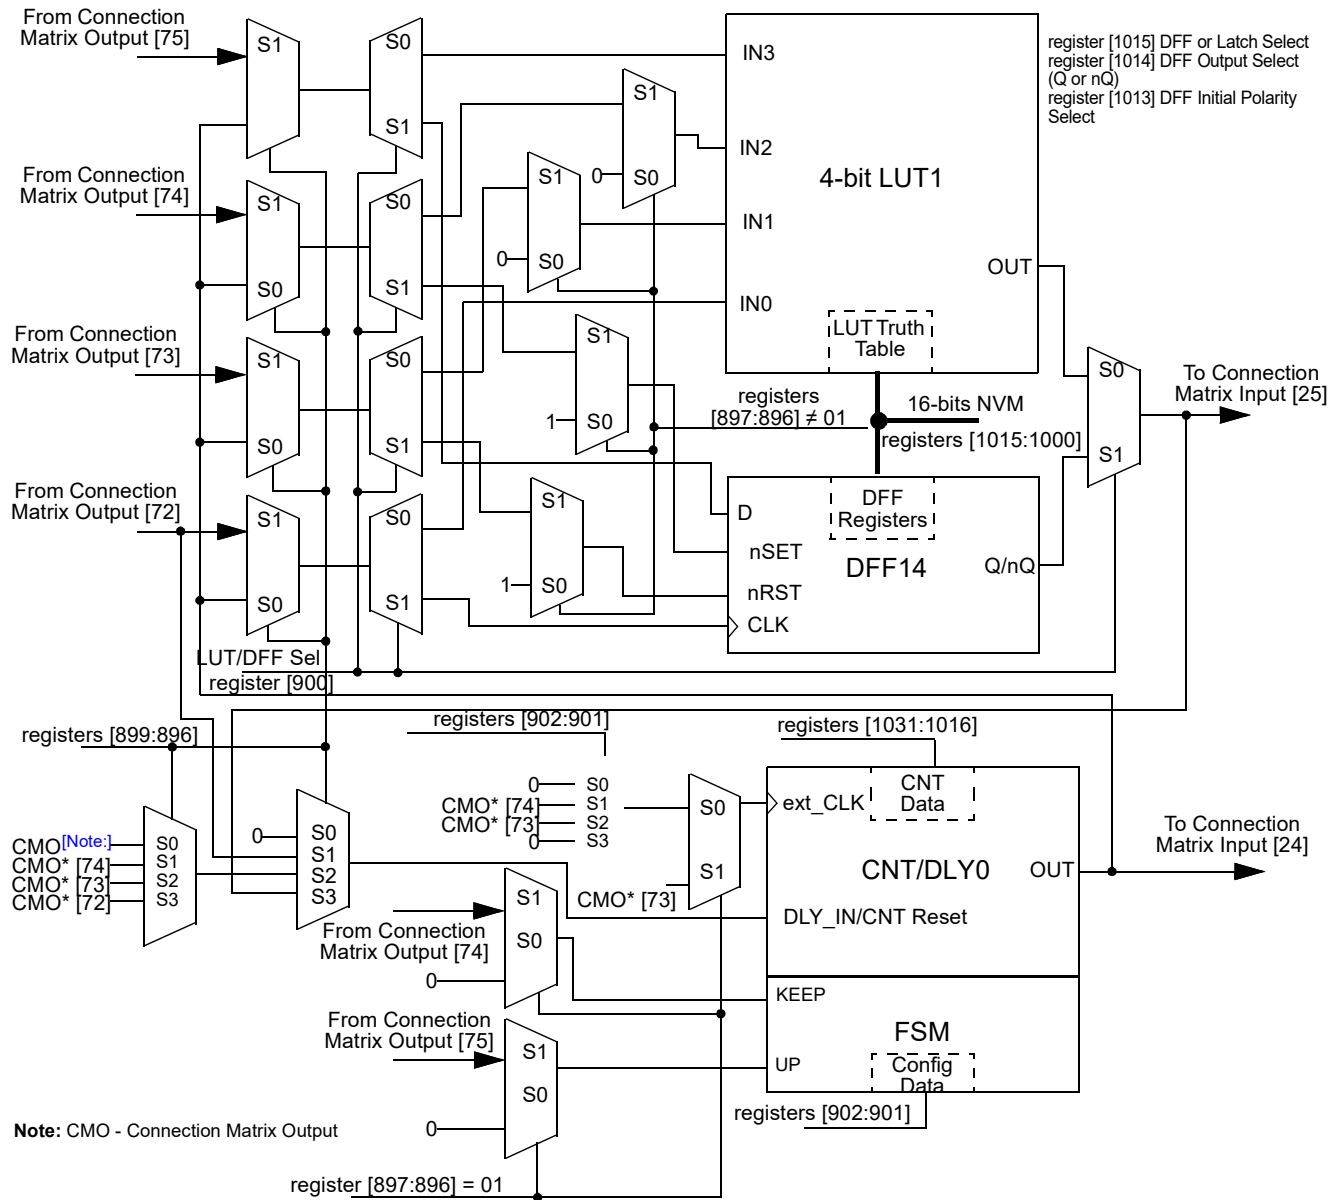 From Connection
Matrix Output [75]
S1
S0
S1
IN3
IN2
IN1
IN0
4-bit LUT1
OUT
LUT Truth
Table
register [1015] DFF or Latch Select
register [1014] DFF Output Select
(Q or nQ)
register [1013] DFF Initial Polarity
Select
S1
0
S0
From Connection
Matrix Output [74]
S1
S0
S0
S1
S1
0
S0
From Connection
Matrix Output [73]
S1
S0
S0
S1
S1
1
S0
registers
[897:896] ≠ 01
16-bits NVM
registers [1015:1000]
S0
S1
To Connection
Matrix Input [25]
From Connection
Matrix Output [72]
S1
S0
S0
S1
S1
1
S0
D
nSET
nRST
CLK
DFF
Registers
DFF14
Q/nQ
LUT/DFF Sel
register [900]
registers [899:896]
registers [902:901]
registers [1031:1016]
CMO[Note:]
CMO* [74]
CMO* [73]
CMO* [72]
S0
S1
S2
S3
0
S0
S1
S2
S3
0
CMO* [74]
CMO* [73]
0
S0
S1
S2
S3
S0
S1
CMO* [73]
ext_CLK
CNT
Data
CNT/DLY0
OUT
DLY_IN/CNT Reset
To Connection
Matrix Input [24]
From Connection
Matrix Output [74]
S1
S0
0
KEEP
FSM
UP
Config
Data
From Connection
Matrix Output [75]
S1
S0
0
registers [902:901]
Note: CMO - Connection Matrix Output
register [897:896] = 01